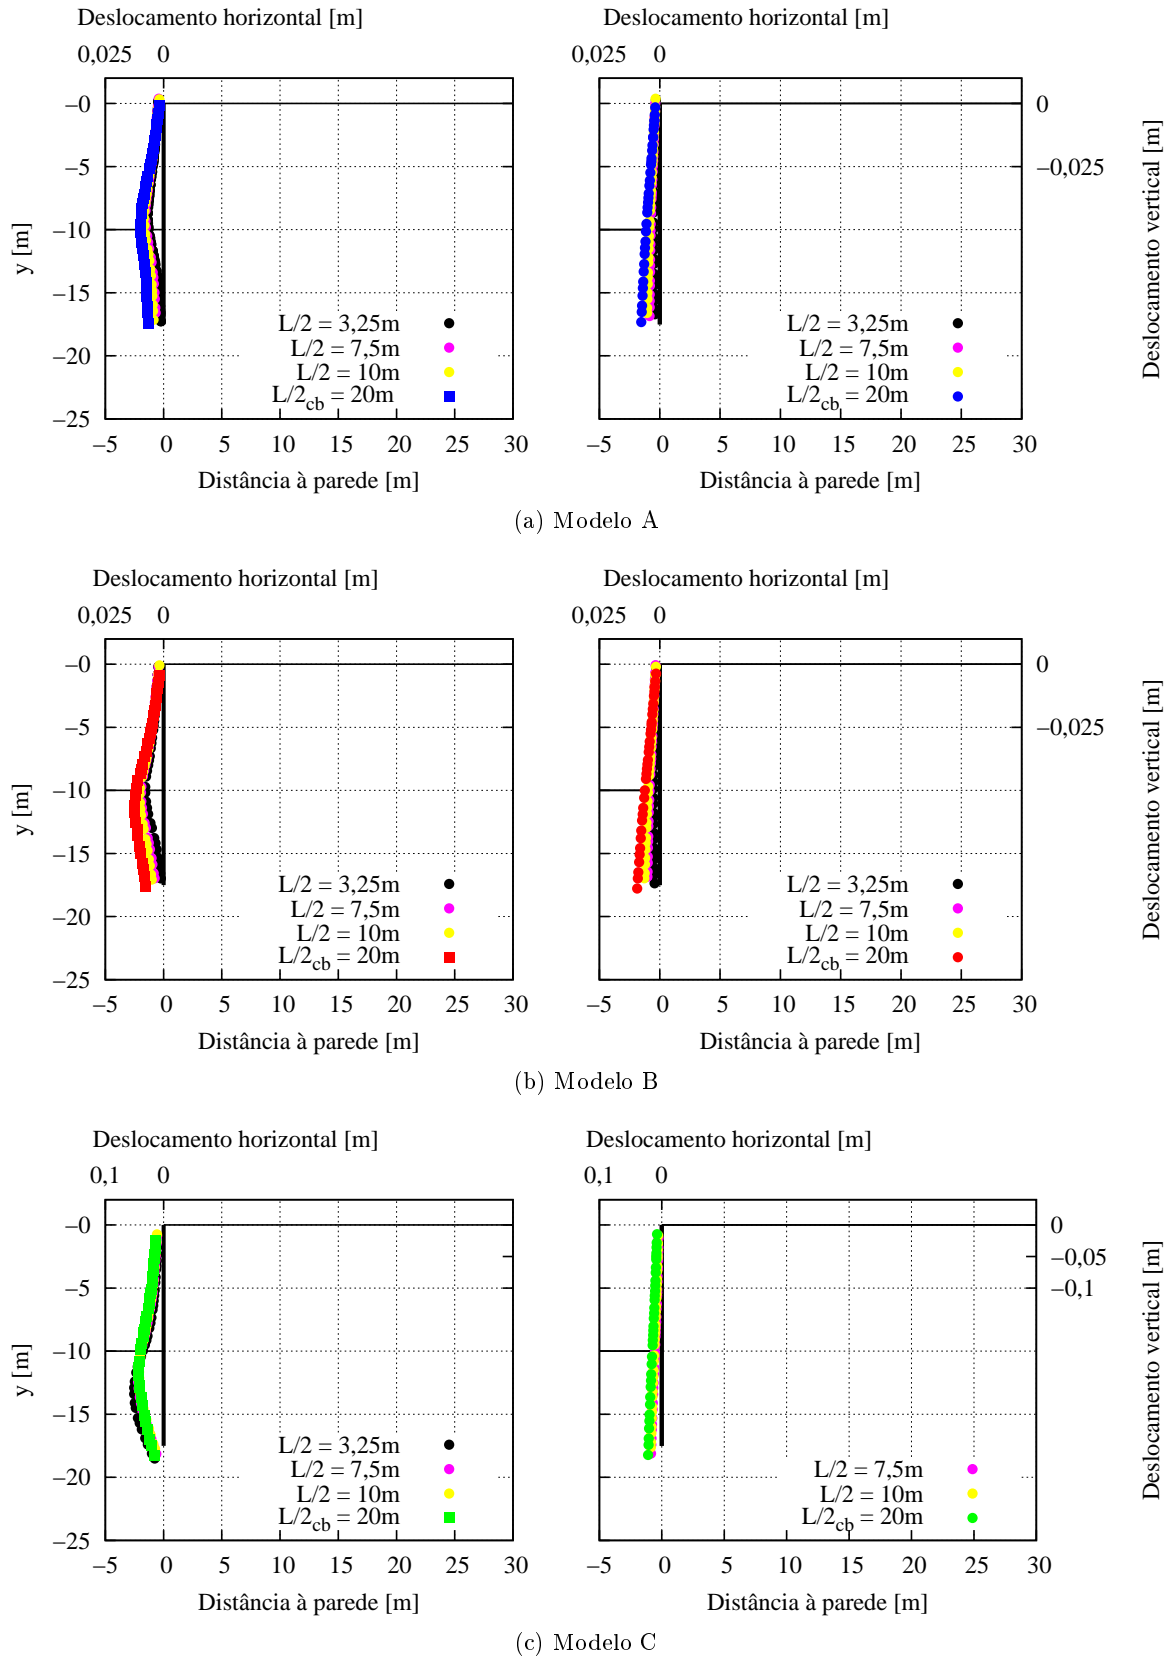 Deslocamento horizontal [m]
0,025 0
−0
−5
−10
−15
−20
−25
y [m]
L/2 = 3,25m
L/2 = 7,5m
L/2 = 10m
L/2cb = 20m
−5 0 5 10 15 20 25 30
Distância à parede [m]
Deslocamento horizontal [m]
0,025 0
0
−0,025
Deslocamento vertical [m]
L/2 = 3,25m
L/2 = 7,5m
L/2 = 10m
L/2cb = 20m
−5 0 5 10 15 20 25 30
Distância à parede [m]
(a) Modelo A
Deslocamento horizontal [m]
0,025 0
−0
−5
−10
−15
−20
−25
y [m]
L/2 = 3,25m
L/2 = 7,5m
L/2 = 10m
L/2cb = 20m
−5 0 5 10 15 20 25 30
Distância à parede [m]
Deslocamento horizontal [m]
0,025 0
0
−0,025
Deslocamento vertical [m]
L/2 = 3,25m
L/2 = 7,5m
L/2 = 10m
L/2cb = 20m
−5 0 5 10 15 20 25 30
Distância à parede [m]
(b) Modelo B
Deslocamento horizontal [m]
0,1 0
−0
−5
−10
−15
−20
−25
y [m]
L/2 = 3,25m
L/2 = 7,5m
L/2 = 10m
L/2cb = 20m
−5 0 5 10 15 20 25 30
Distância à parede [m]
Deslocamento horizontal [m]
0,1 0
0
−0,05
−0,1
Deslocamento vertical [m]
L/2 = 7,5m
L/2 = 10m
L/2cb = 20m
−5 0 5 10 15 20 25 30
Distância à parede [m]
(c) Modelo C